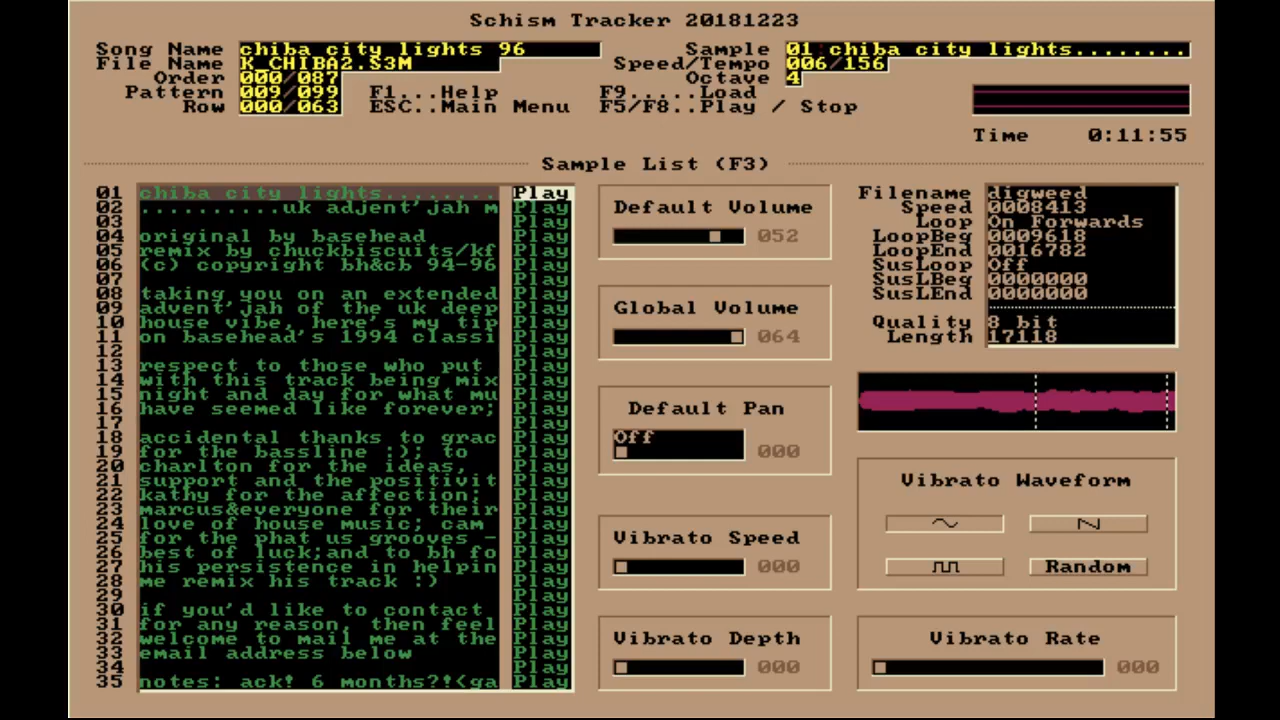 Schism Tracker 20181223
Song Name chiba city lights 96 Sample 01 chiba city lights........
File Name K_CHIBA2.S3M Speed/Tempo 006/156
Order 000/087 Octave 4
Pattern 009/099 F1...Help F9.....Load
Row 000/063 ESC..Main Menu F5/F8..Play / Stop
Time 0:11:55
Sample List (F3)
01 chiba city lights........ Play
02 ..........uk adjent'jah m Play
03 Play
04 original by basehead Play
05 remix by chuckbiscuits/kf Play
06 (c) copyright bh&cb 94-96 Play
07 Play
08 taking you on an extended Play
09 advent'jah of the uk deep Play
10 house vibe, here's my tip Play
11 on basehead's 1994 classi Play
12 Play
13 respect to those who put Play
14 with this track being mix Play
15 night and day for what mu Play
16 have seemed like forever; Play
17 Play
18 accidental thanks to grac Play
19 for the bassline :); to Play
20 charlton for the ideas, Play
21 support and the positivit Play
22 kathy for the affection; Play
23 marcus&everyone for their Play
24 love of house music; cam Play
25 for the phat us grooves - Play
26 best of luck;and to bh fo Play
27 his persistence in helpin Play
28 me remix his track :) Play
29 Play
30 if you'd like to contact Play
31 for any reason, then feel Play
32 welcome to mail me at the Play
33 email address below Play
34 Play
35 notes: ack! 6 months?!<ga Play
Default Volume
052
Global Volume
064
Default Pan
Off
000
Vibrato Speed
000
Vibrato Depth
000
Filename digweed
Speed 0008413
Loop On Forwards
LoopBeg 0009618
LoopEnd 0016782
SusLoop Off
SusLBeg 0000000
SusLEnd 0000000
Quality 8 bit
Length 17118
Vibrato Waveform
Random
Vibrato Rate
000